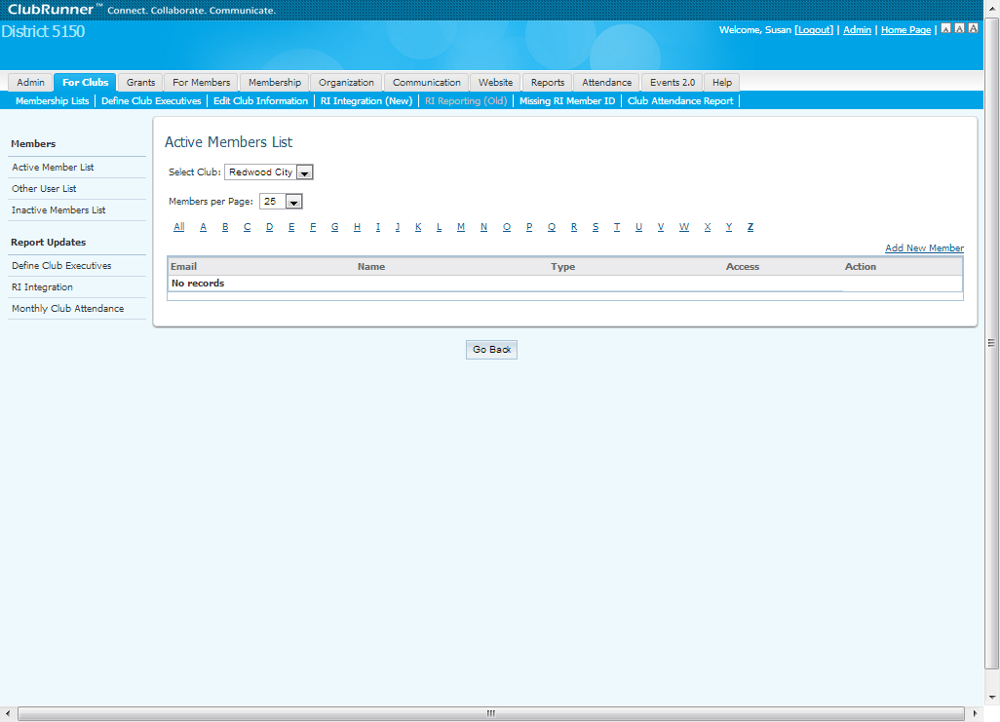 ClubRunner™ Connect. Collaborate. Communicate.
District 5150
Welcome, Susan [Logout] | Admin | Home Page | A A A
Admin For Clubs Grants For Members Membership Organization Communication Website Reports Attendance Events 2.0 Help
Membership Lists | Define Club Executives | Edit Club Information | RI Integration (New) | RI Reporting (Old) | Missing RI Member ID | Club Attendance Report |
Members
Active Member List
Other User List
Inactive Members List
Report Updates
Define Club Executives
RI Integration
Monthly Club Attendance
Active Members List
Select Club: Redwood City
Members per Page: 25
All A B C D E F G H I J K L M N O P Q R S T U V W X Y Z
Add New Member
Email Name Type Access Action
No records
Go Back